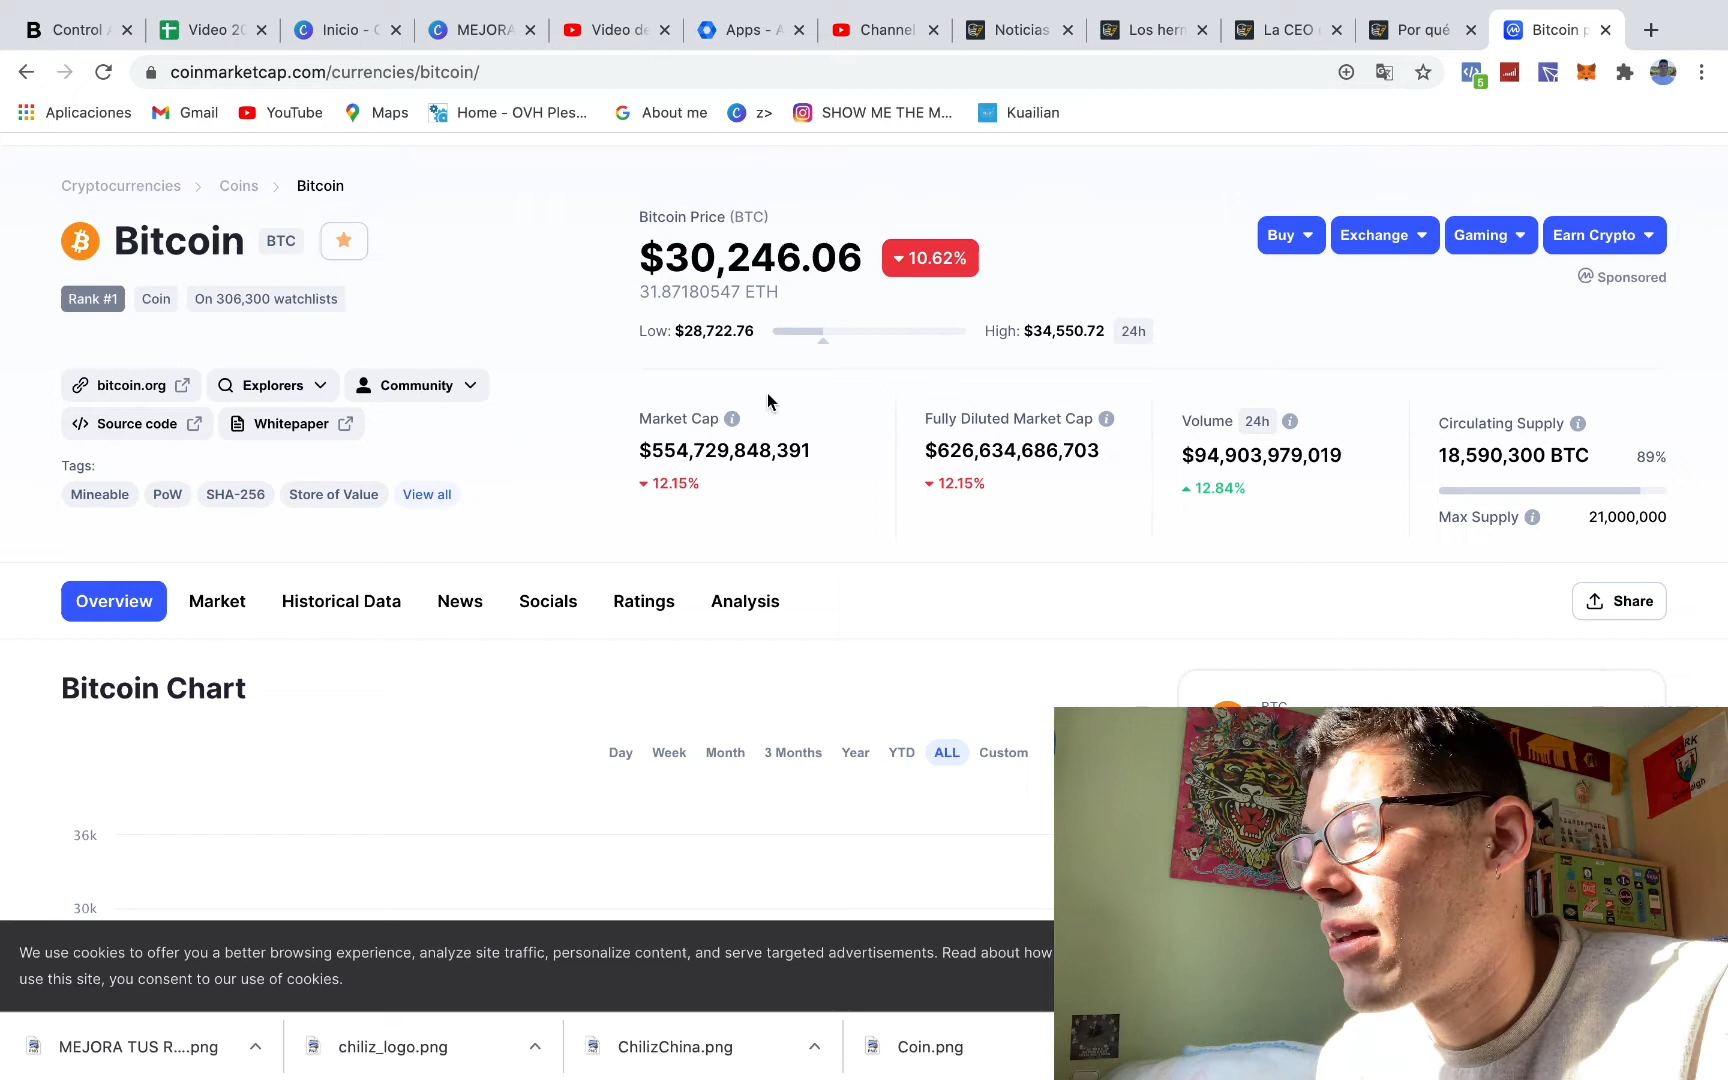 Control A
Video 20
Inicio - C
MEJORA
Video de
Apps - A
Channel
Noticias
Los herm
La CEO
Por qué
Bitcoin p
coinmarketcap.com/currencies/bitcoin/
5
Aplicaciones
Gmail
YouTube
Maps
Home - OVH Ples...
About me
z>
SHOW ME THE M...
Kuailian
Cryptocurrencies
Coins
Bitcoin
Bitcoin
BTC
Bitcoin Price (BTC)
$30,246.06
10.62%
31.87180547 ETH
Low: $28,722.76
High: $34,550.72
24h
Buy
Exchange
Gaming
Earn Crypto
Sponsored
Rank #1
Coin
On 306,300 watchlists
bitcoin.org
Explorers
Community
Source code
Whitepaper
Tags:
Mineable
PoW
SHA-256
Store of Value
View all
Market Cap
$554,729,848,391
12.15%
Fully Diluted Market Cap
$626,634,686,703
12.15%
Volume
24h
$94,903,979,019
12.84%
Circulating Supply
18,590,300 BTC
89%
Max Supply
21,000,000
Overview
Market
Historical Data
News
Socials
Ratings
Analysis
Share
Bitcoin Chart
BTC
Day
Week
Month
3 Months
Year
YTD
ALL
Custom
36k
30k
We use cookies to offer you a better browsing experience, analyze site traffic, personalize content, and serve targeted advertisements. Read about how
use this site, you consent to our use of cookies.
MEJORA TUS R....png
chiliz_logo.png
ChilizChina.png
Coin.png